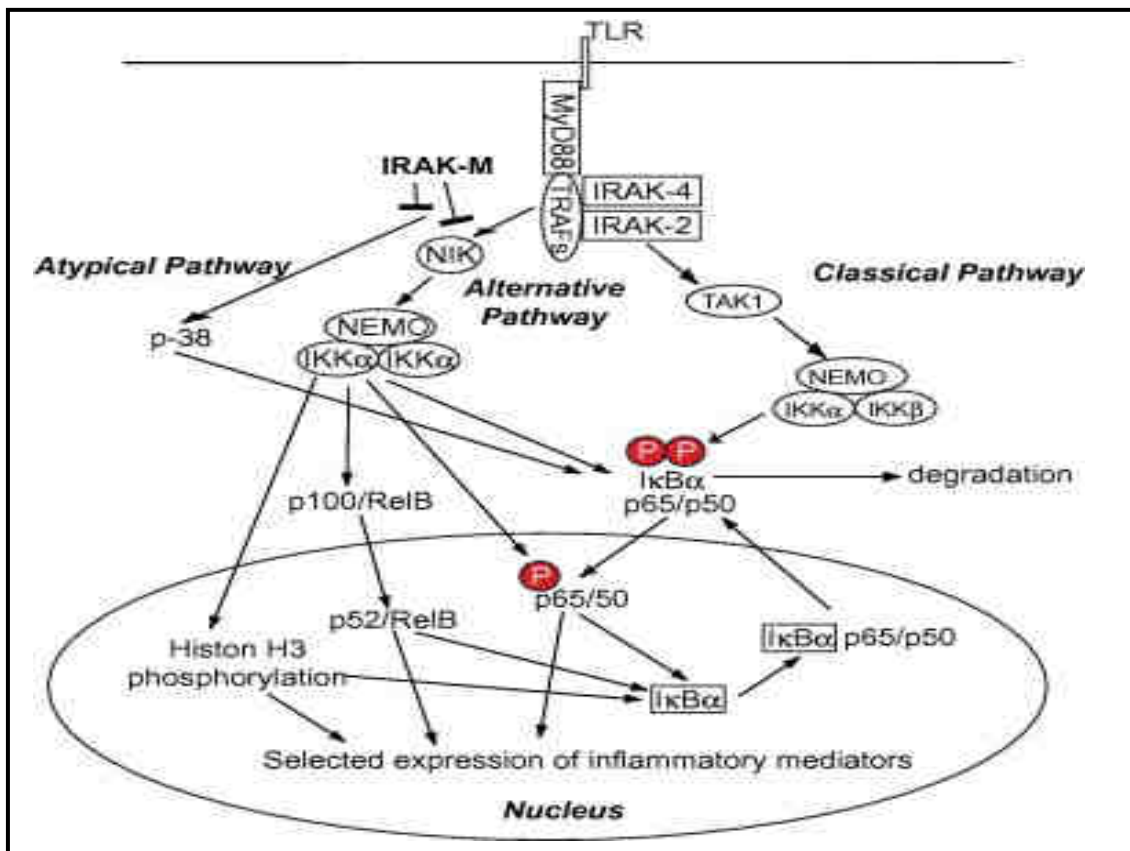 TLR
MyD88
IRAK-M
TRAFs
IRAK-4
IRAK-2
NIK
Atypical Pathway
Alternative
Pathway
Classical Pathway
TAK1
p-38
NEMO
IKKα IKKα
NEMO
IKKα IKKβ
P P
IκBα
p65/p50
degradation
p100/RelB
P
p65/50
p52/RelB
IκBα p65/p50
Histon H3
phosphorylation
IκBα
Selected expression of inflammatory mediators
Nucleus